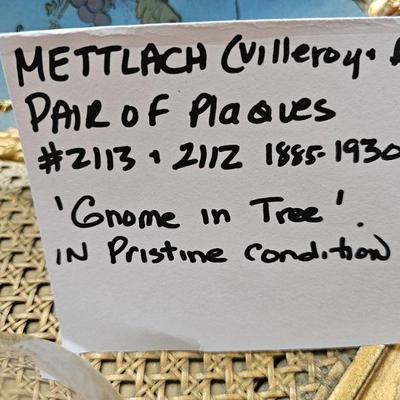 METTLACH (Villeroy &
PAIR OF PlaQues
#2113 & 2112 1885-1930
'Gnome in Tree'.
IN Pristine condition